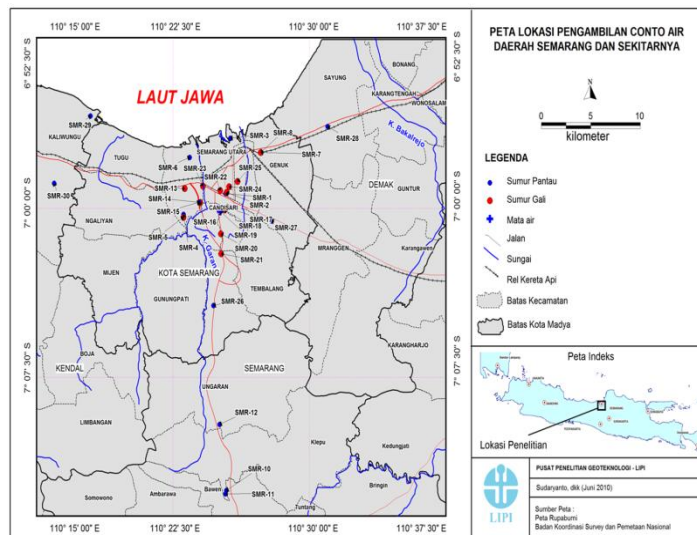 110° 15' 00" E
110° 22' 30" E
110° 30' 00" E
110° 37' 30" E
6° 52' 30" S
7° 00' 00" S
7° 07' 30" S
LAUT JAWA
SAYUNG
BONANG
KARANGTENGAH
WONOSALAM
K. Bakalrejo
SMR-29
KALIWUNGU
TUGU
SMR-6
SMR-23
SEMARANG UTARA
SMR-3
SMR-8
GENUK
SMR-7
SMR-28
SMR-30
SMR-13
SMR-22
SMR-25
SMR-24
SMR-14
SMR-1
SMR-2
CANDISARI
SMR-15
SMR-16
SMR-17
SMR-18
SMR-27
SMR-19
SMR-5
SMR-4
SMR-20
SMR-21
K. Garang
NGALIYAN
MIJEN
KOTA SEMARANG
GUNUNGPATI
TEMBALANG
MRANGGEN
DEMAK
GUNTUR
Karangawen
SMR-26
KARANGHARJO
BOJA
KENDAL
SEMARANG
UNGARAN
LIMBANGAN
SMR-12
Klepu
Kedungjati
SMR-10
SMR-11
Bawen
Somowono
Ambarawa
Tuntang
Bringin
110° 15' 00" E
110° 22' 30" E
110° 30' 00" E
110° 37' 30" E
6° 52' 30" S
7° 00' 00" S
7° 07' 30" S
PETA LOKASI PENGAMBILAN CONTO AIR
DAERAH SEMARANG DAN SEKITARNYA
N
0 5 10
kilometer
LEGENDA
Sumur Pantau
Sumur Gali
Mata air
Jalan
Sungai
Rel Kereta Api
Batas Kecamatan
Batas Kota Madya
Peta Indeks
Lokasi Penelitian
LIPI
PUSAT PENELITIAN GEOTEKNOLOGI - LIPI
Sudaryanto, dkk (Juni 2010)
Sumber Peta :
Peta Rupabumi
Badan Koordinasi Survey dan Pemetaan Nasional